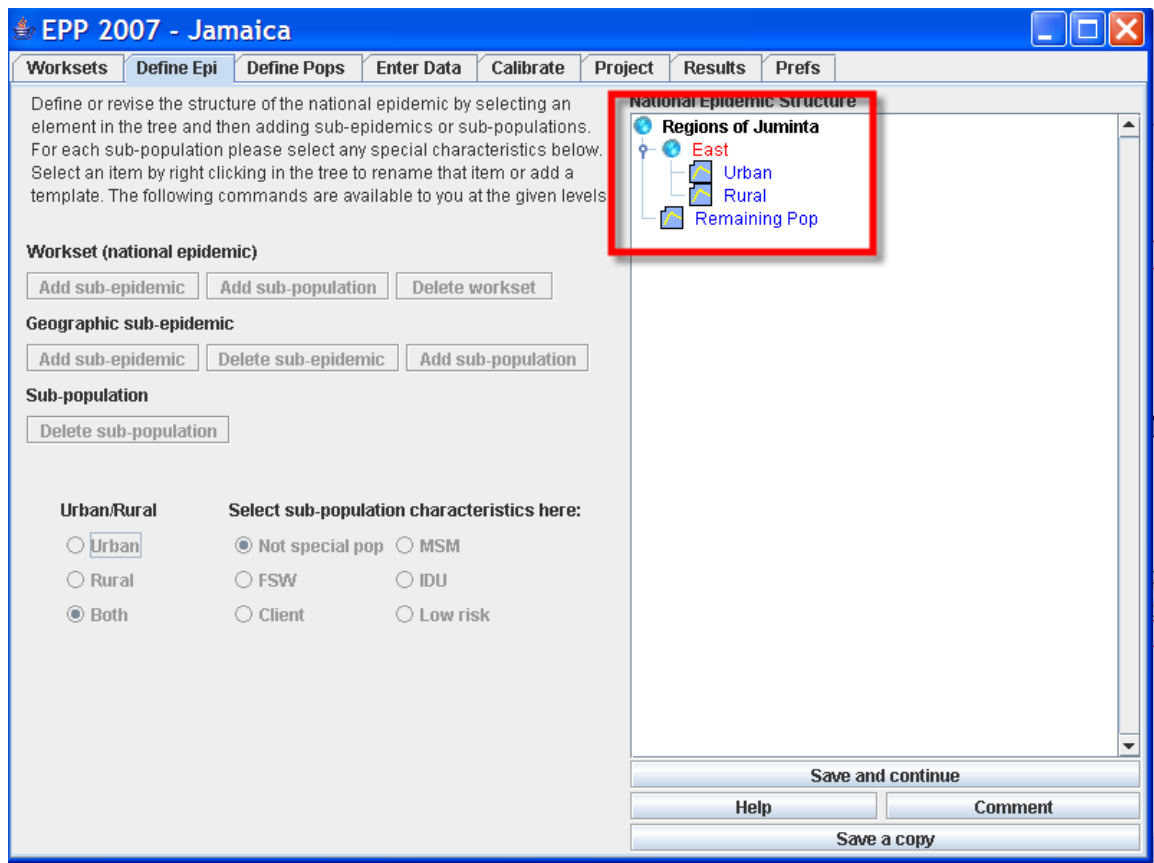 EPP 2007 - Jamaica
Worksets Define Epi Define Pops Enter Data Calibrate Project Results Prefs
Define or revise the structure of the national epidemic by selecting an
element in the tree and then adding sub-epidemics or sub-populations.
For each sub-population please select any special characteristics below.
Select an item by right clicking in the tree to rename that item or add a
template. The following commands are available to you at the given levels
Workset (national epidemic)
Add sub-epidemic Add sub-population Delete workset
Geographic sub-epidemic
Add sub-epidemic Delete sub-epidemic Add sub-population
Sub-population
Delete sub-population
Urban/Rural Select sub-population characteristics here:
Urban Not special pop MSM
Rural FSW IDU
Both Client Low risk
National Epidemic Structure
Regions of Juminta
East
Urban
Rural
Remaining Pop
Save and continue
Help Comment
Save a copy